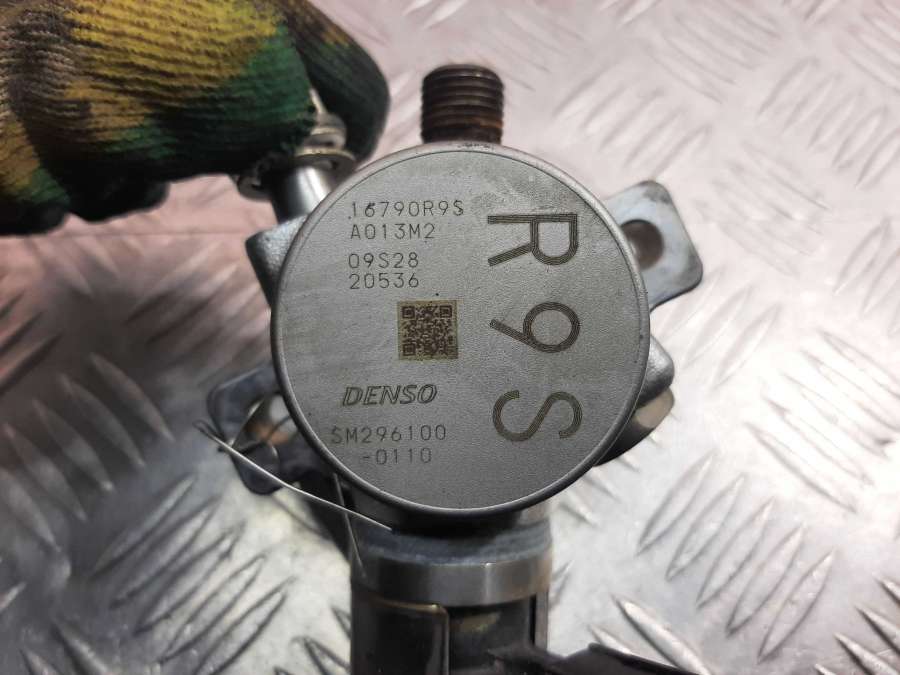 16790R9S
A013M2
09S28
20536
DENSO
SM296100
-0110
R9S